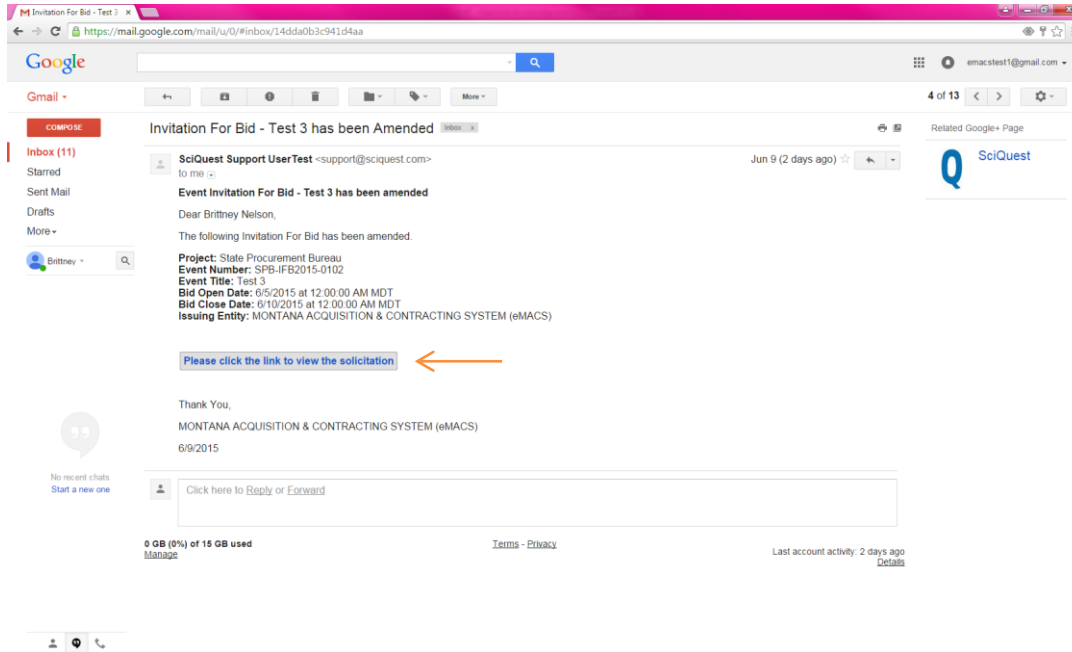 Invitation For Bid - Test 3
https://mail.google.com/mail/u/0/#inbox/14dda0b3c941d4aa
Google
emacstest1@gmail.com
Gmail
More
4 of 13
COMPOSE
Invitation For Bid - Test 3 has been Amended Inbox x
Related Google+ Page
SciQuest
Inbox (11)
Starred
Sent Mail
Drafts
More
Brittney
SciQuest Support UserTest <support@sciquest.com>
Jun 9 (2 days ago)
to me
Event Invitation For Bid - Test 3 has been amended
Dear Brittney Nelson,
The following Invitation For Bid has been amended.
Project: State Procurement Bureau
Event Number: SPB-IFB2015-0102
Event Title: Test 3
Bid Open Date: 6/5/2015 at 12:00:00 AM MDT
Bid Close Date: 6/10/2015 at 12:00:00 AM MDT
Issuing Entity: MONTANA ACQUISITION & CONTRACTING SYSTEM (eMACS)
Please click the link to view the solicitation
Thank You,
MONTANA ACQUISITION & CONTRACTING SYSTEM (eMACS)
6/9/2015
No recent chats
Start a new one
Click here to Reply or Forward
0 GB (0%) of 15 GB used
Manage
Terms - Privacy
Last account activity: 2 days ago
Details